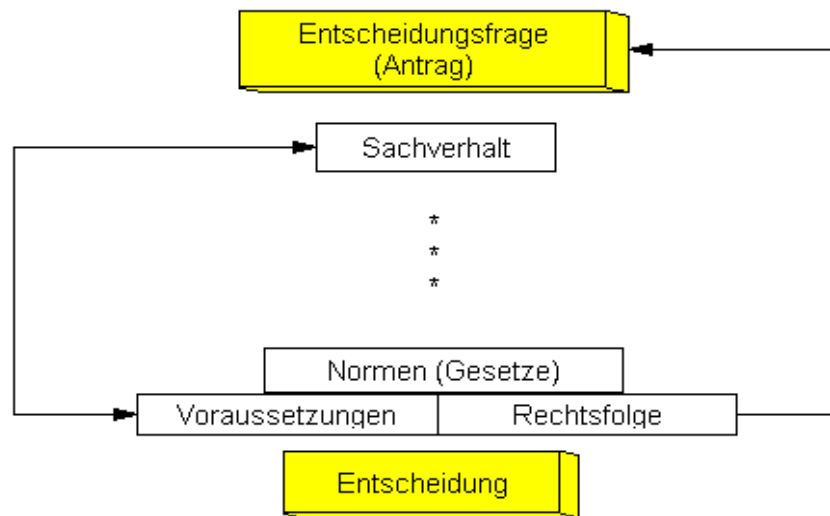 Entscheidungsfrage
(Antrag)
Sachverhalt
*
*
*
Normen (Gesetze)
Voraussetzungen Rechtsfolge
Entscheidung